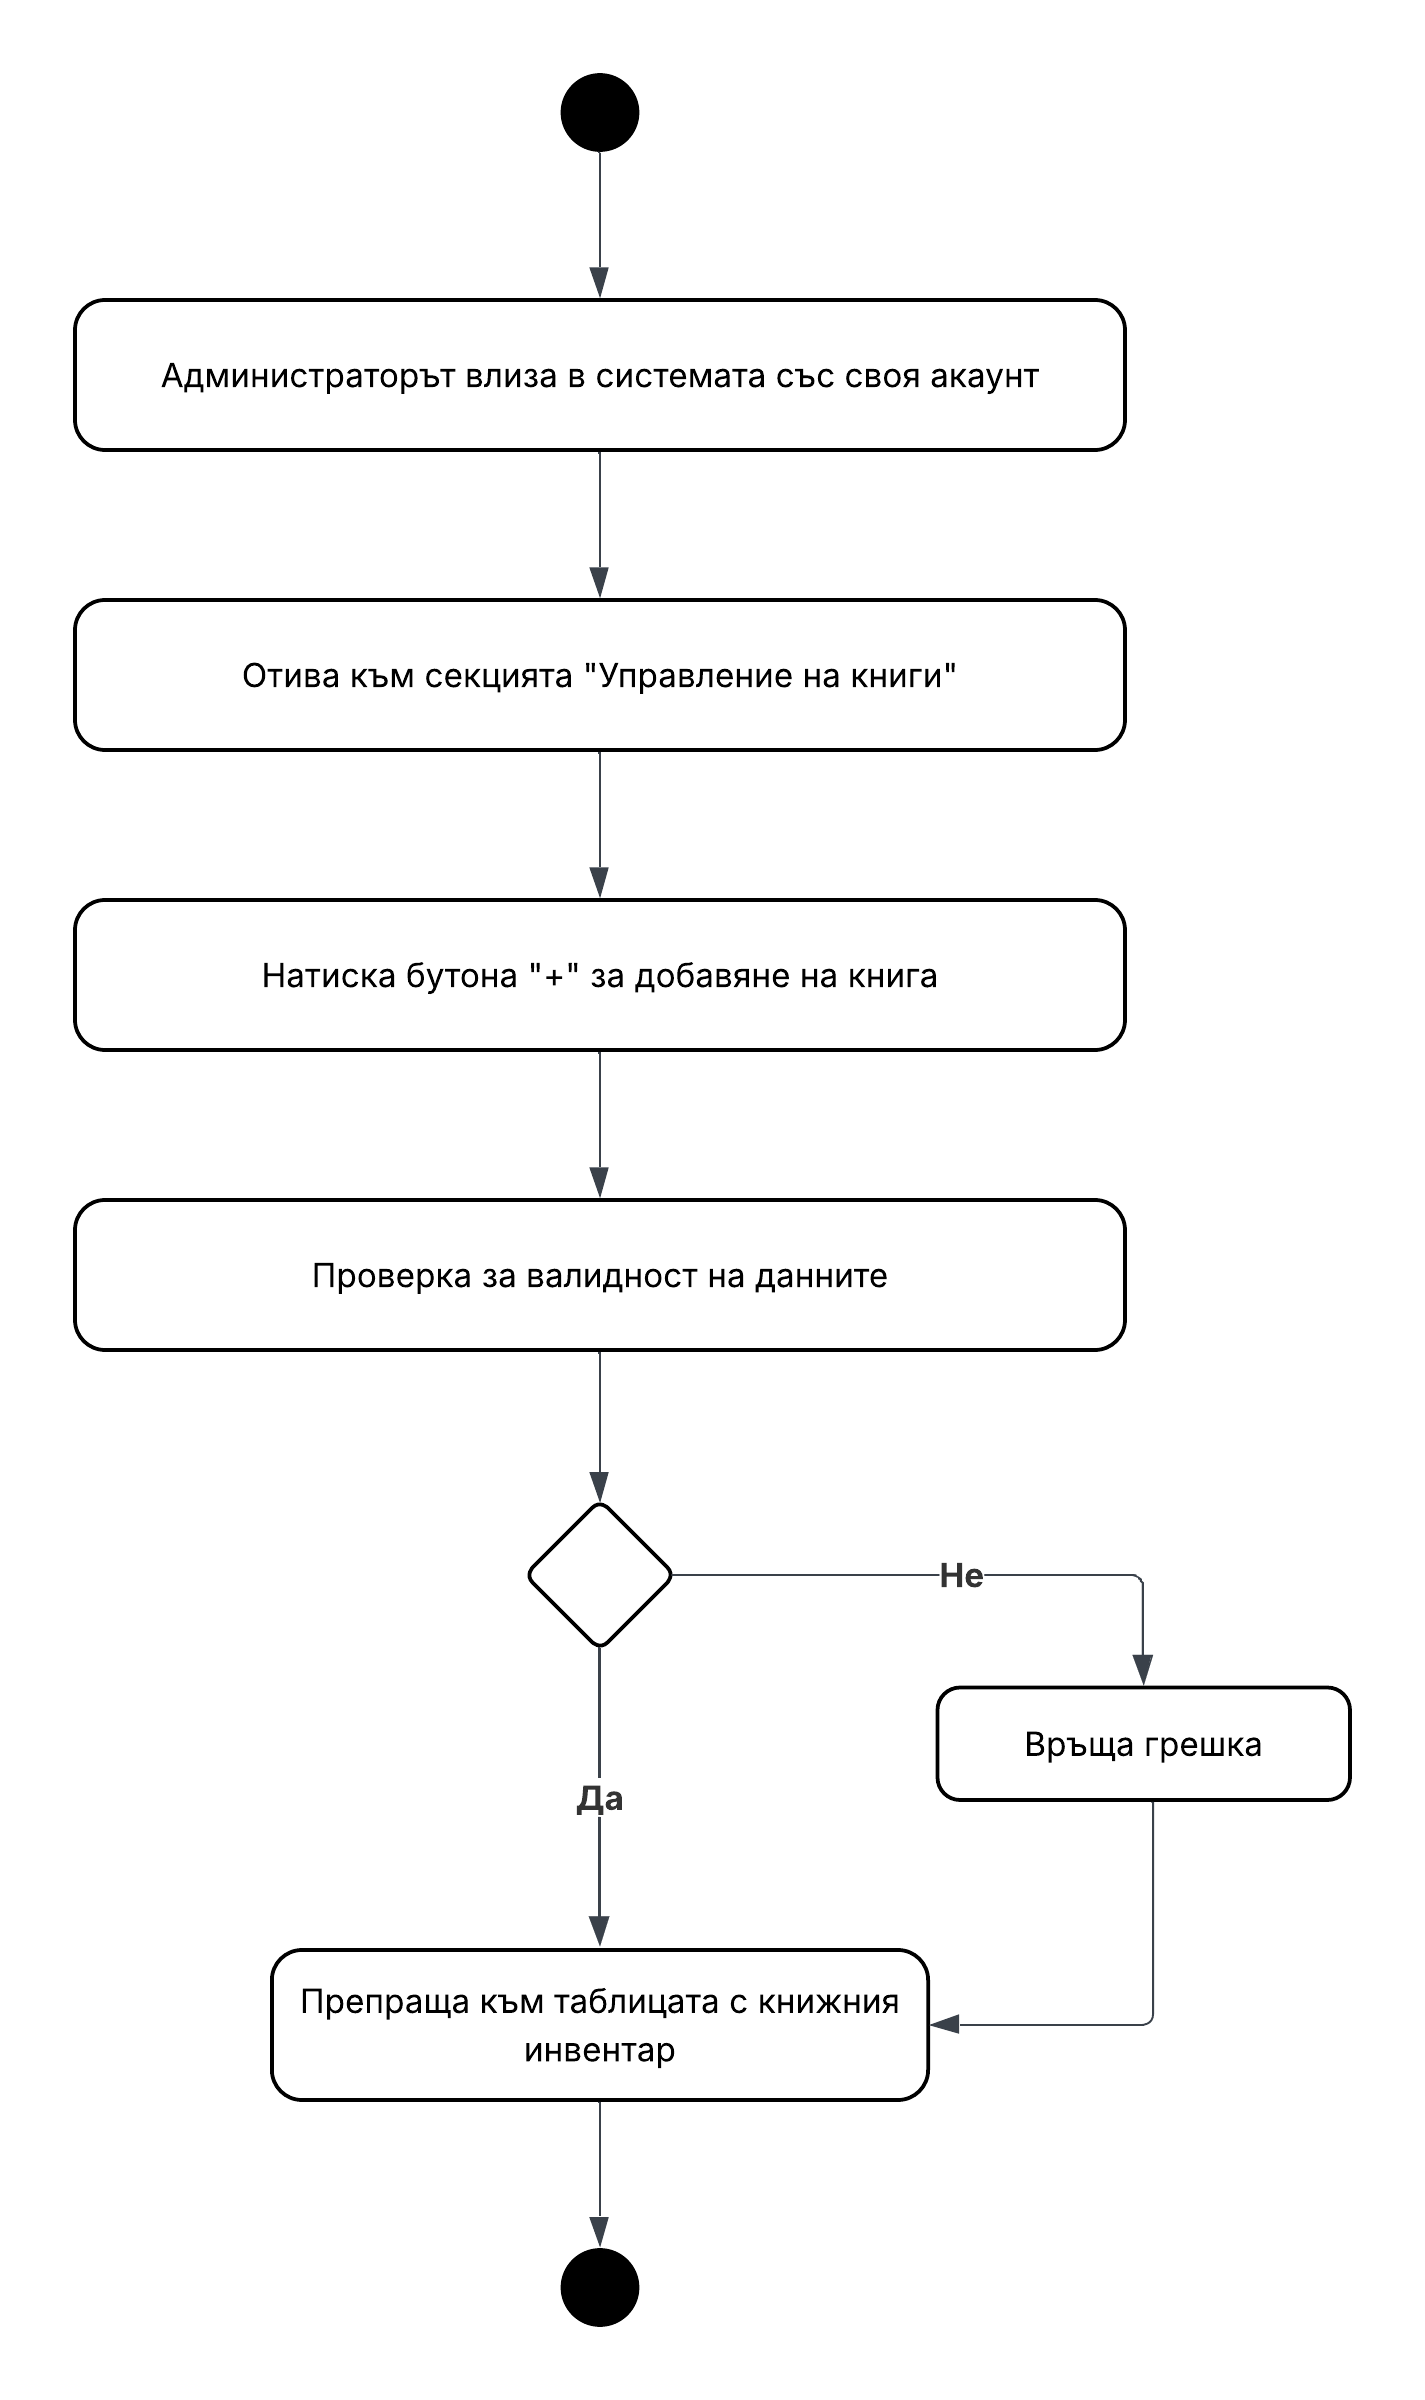 Администраторът влиза в системата със своя акаунт
Отива към секцията "Управление на книги"
Натиска бутона "+" за добавяне на книга
Проверка за валидност на данните
Не
Връща грешка
Да
Препраща към таблицата с книжния
инвентар